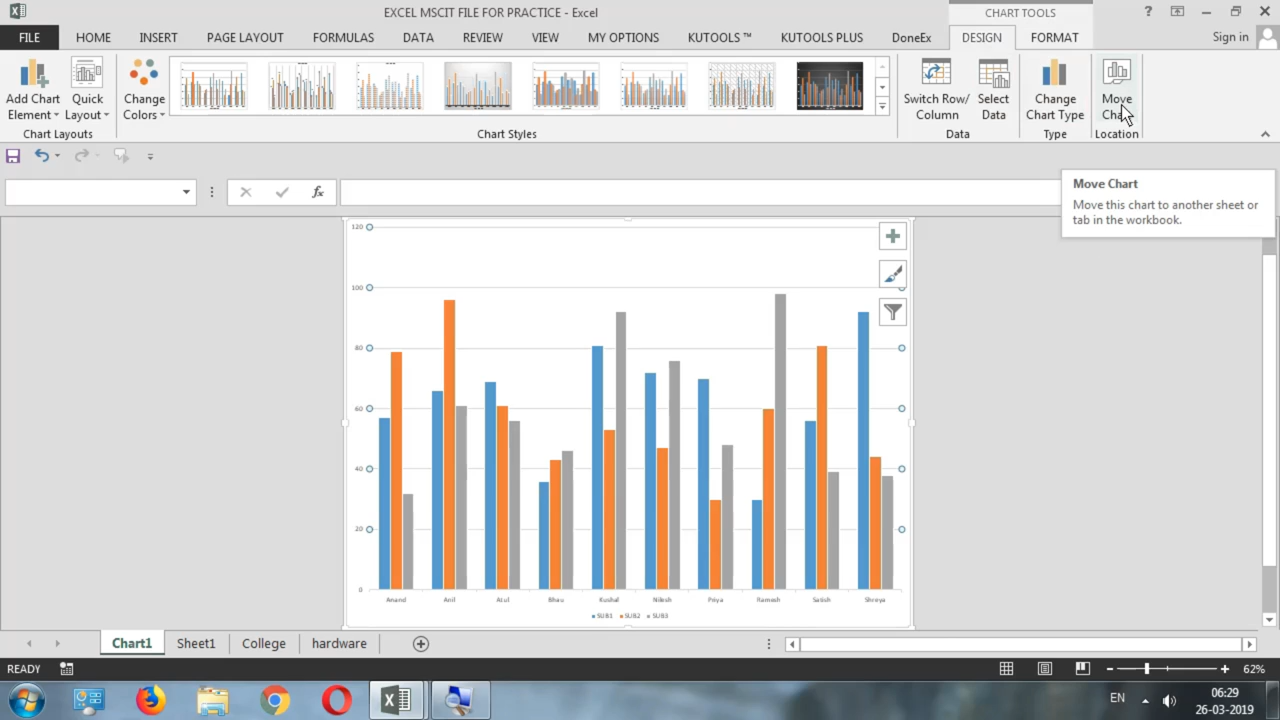 EXCEL MSCIT FILE FOR PRACTICE - Excel
CHART TOOLS
?
FILE HOME INSERT PAGE LAYOUT FORMULAS DATA REVIEW VIEW MY OPTIONS KUTOOLS ™ KUTOOLS PLUS DoneEx DESIGN FORMAT Sign in
Add Chart Element
Quick Layout
Change Colors
Switch Row/ Column
Select Data
Change Chart Type
Move Chart
Chart Layouts Chart Styles Data Type Location
fx
Move Chart
Move this chart to another sheet or
tab in the workbook.
120
100
80
60
40
20
0
Anand Anil Atul Bhau Kushal Nilesh Priya Ramesh Satish Shreya
SUB1 SUB2 SUB3
Chart1 Sheet1 College hardware
READY 62%
EN 06:29
26-03-2019